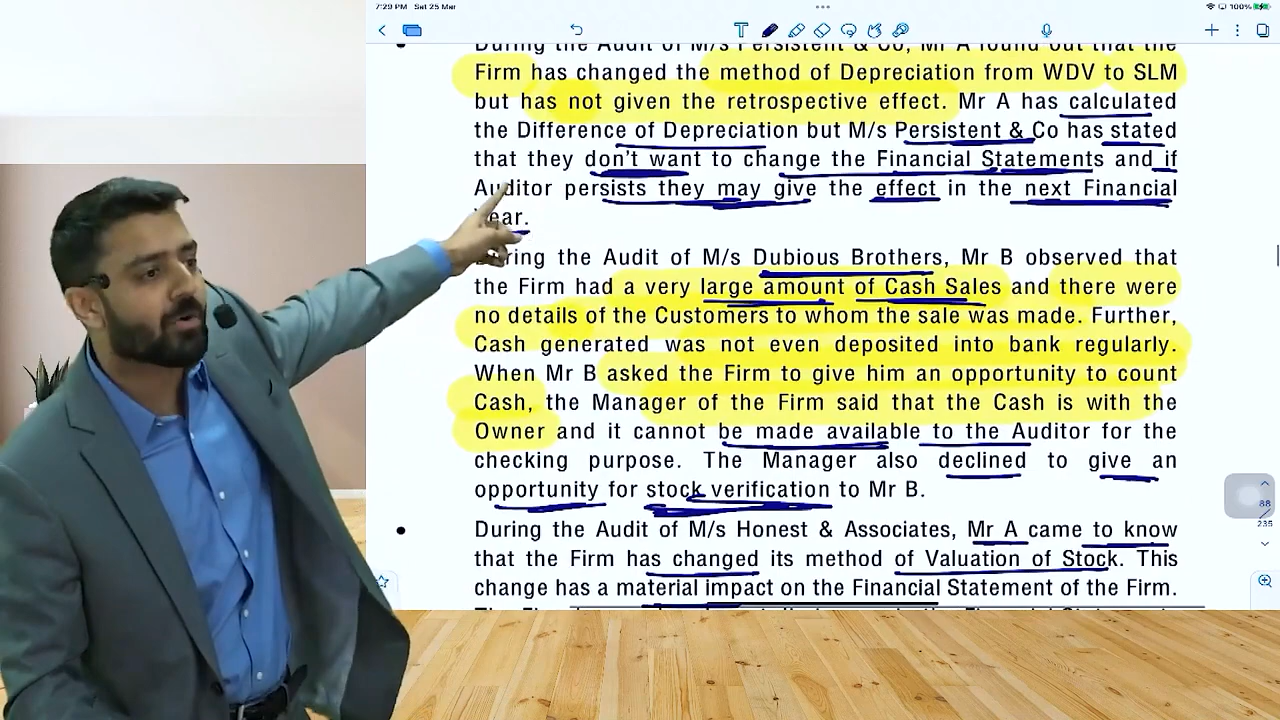 7:29 PM Sat 25 Mar
100%
During the Audit of M/s Persistent & Co, Mr A found out that the
Firm has changed the method of Depreciation from WDV to SLM
but has not given the retrospective effect. Mr A has calculated
the Difference of Depreciation but M/s Persistent & Co has stated
that they don't want to change the Financial Statements and if
Auditor persists they may give the effect in the next Financial
Year.
During the Audit of M/s Dubious Brothers, Mr B observed that
the Firm had a very large amount of Cash Sales and there were
no details of the Customers to whom the sale was made. Further,
Cash generated was not even deposited into bank regularly.
When Mr B asked the Firm to give him an opportunity to count
Cash, the Manager of the Firm said that the Cash is with the
Owner and it cannot be made available to the Auditor for the
checking purpose. The Manager also declined to give an
opportunity for stock verification to Mr B.
88
235
• During the Audit of M/s Honest & Associates, Mr A came to know
that the Firm has changed its method of Valuation of Stock. This
change has a material impact on the Financial Statement of the Firm.